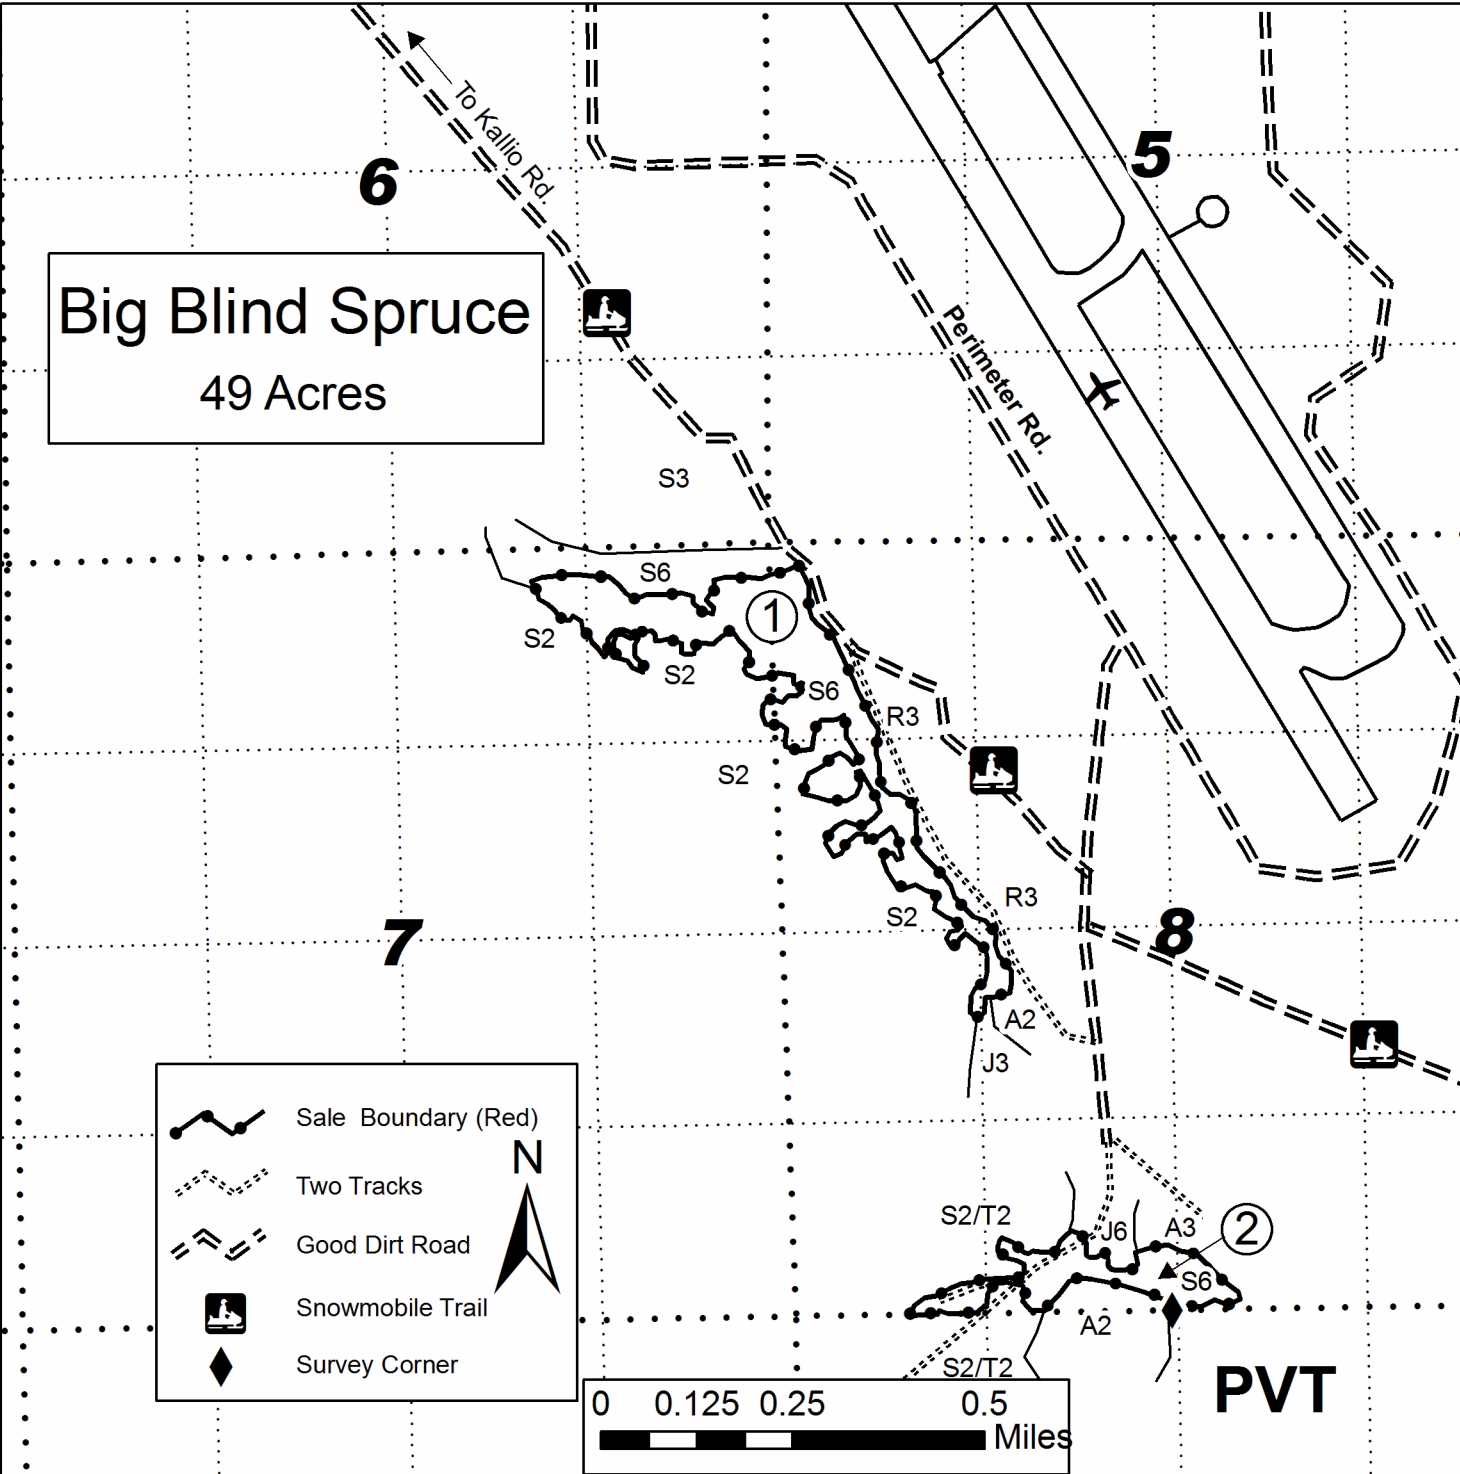 To Kallio Rd.
6
5
Big Blind Spruce
49 Acres
Perimeter Rd.
S3
S6
1
S2
S2
S6
R3
S2
R3
S2
7
8
A2
J3
Sale Boundary (Red)
N
Two Tracks
Good Dirt Road
Snowmobile Trail
Survey Corner
S2/T2
J6
A3
2
S6
A2
S2/T2
PVT
0 0.125 0.25 0.5
Miles